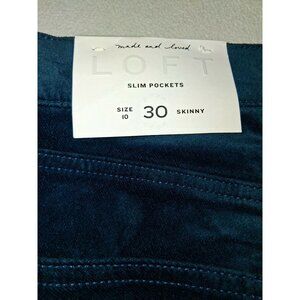 made and loved
LOFT
SLIM POCKETS
SIZE 10 30 SKINNY